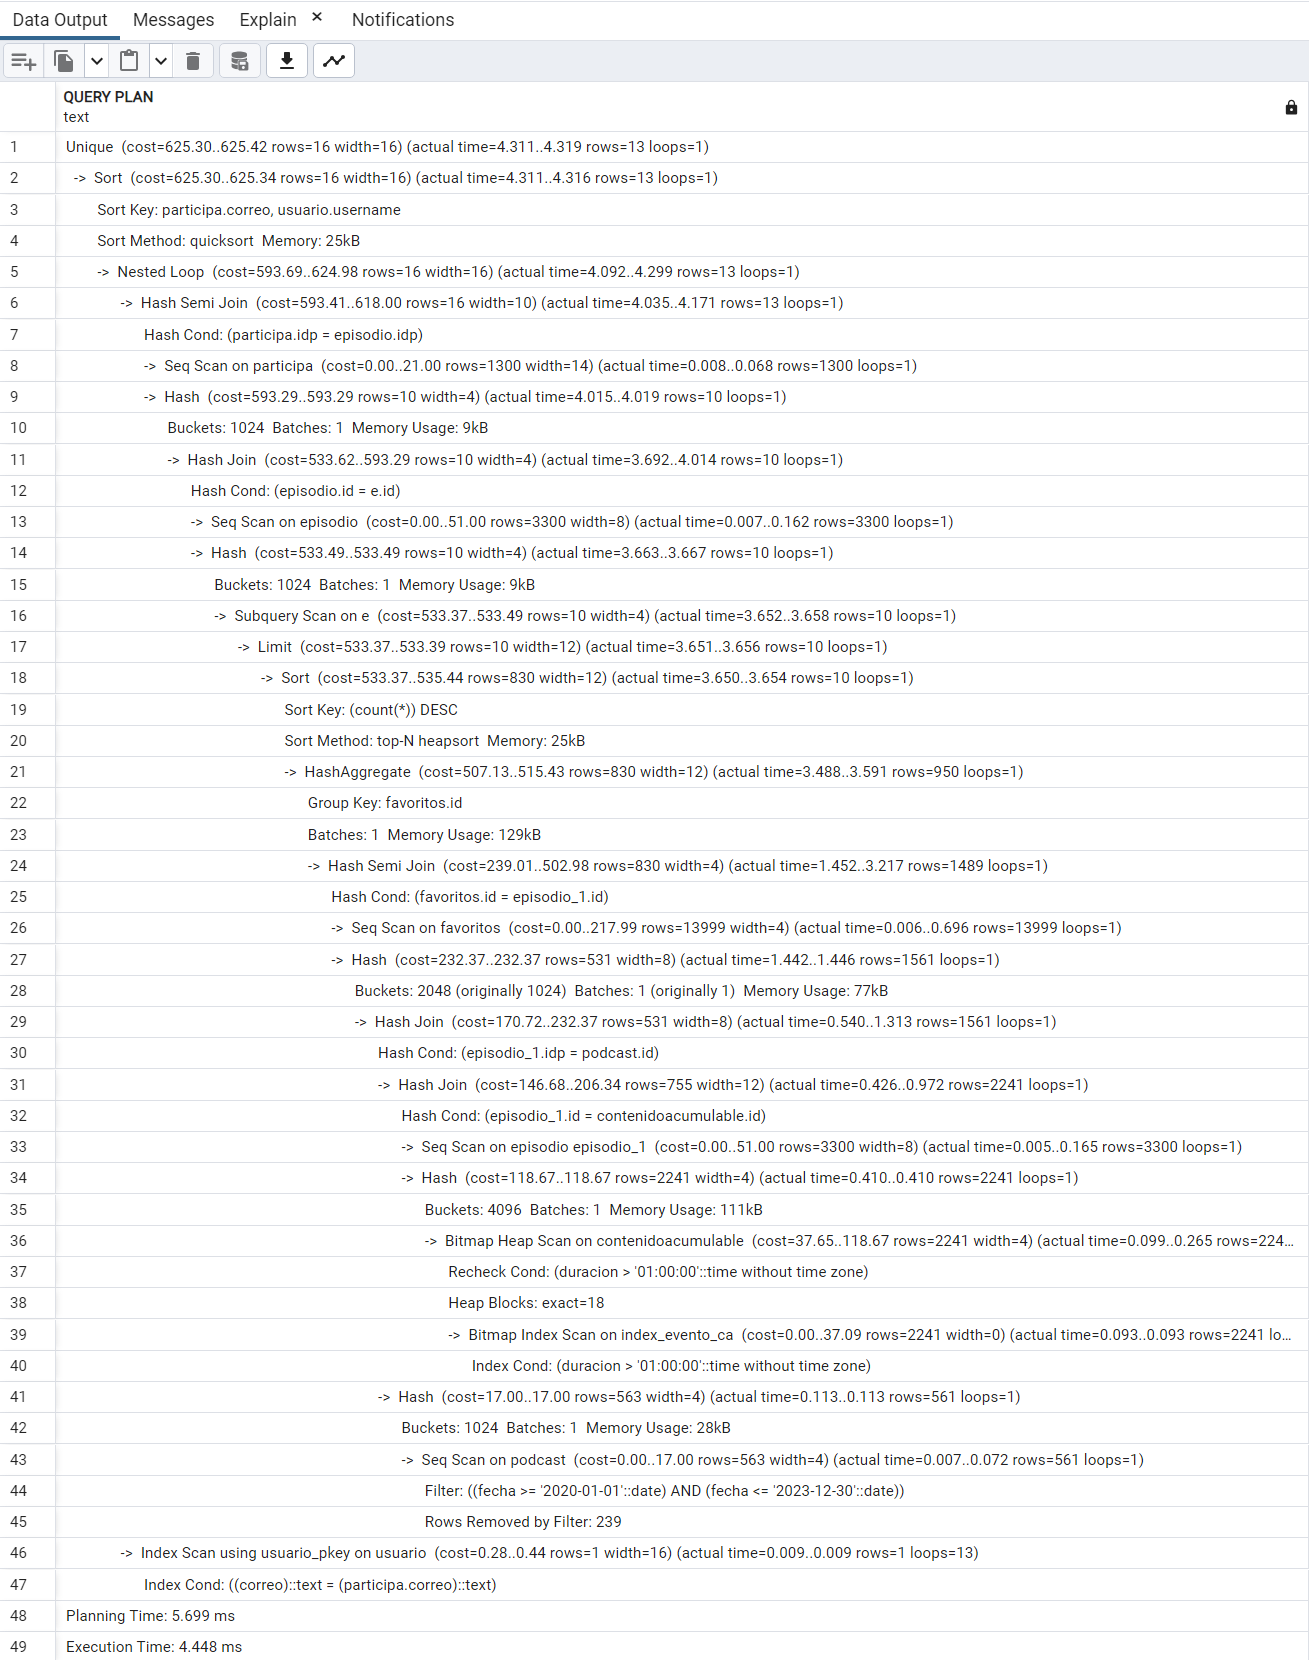 Data Output Messages Explain × Notifications
QUERY PLAN
text
1 Unique (cost=625.30..625.42 rows=16 width=16) (actual time=4.311..4.319 rows=13 loops=1)
2 -> Sort (cost=625.30..625.34 rows=16 width=16) (actual time=4.311..4.316 rows=13 loops=1)
3 Sort Key: participa.correo, usuario.username
4 Sort Method: quicksort Memory: 25kB
5 -> Nested Loop (cost=593.69..624.98 rows=16 width=16) (actual time=4.092..4.299 rows=13 loops=1)
6 -> Hash Semi Join (cost=593.41..618.00 rows=16 width=10) (actual time=4.035..4.171 rows=13 loops=1)
7 Hash Cond: (participa.idp = episodio.idp)
8 -> Seq Scan on participa (cost=0.00..21.00 rows=1300 width=14) (actual time=0.008..0.068 rows=1300 loops=1)
9 -> Hash (cost=593.29..593.29 rows=10 width=4) (actual time=4.015..4.019 rows=10 loops=1)
10 Buckets: 1024 Batches: 1 Memory Usage: 9kB
11 -> Hash Join (cost=533.62..593.29 rows=10 width=4) (actual time=3.692..4.014 rows=10 loops=1)
12 Hash Cond: (episodio.id = e.id)
13 -> Seq Scan on episodio (cost=0.00..51.00 rows=3300 width=8) (actual time=0.007..0.162 rows=3300 loops=1)
14 -> Hash (cost=533.49..533.49 rows=10 width=4) (actual time=3.663..3.667 rows=10 loops=1)
15 Buckets: 1024 Batches: 1 Memory Usage: 9kB
16 -> Subquery Scan on e (cost=533.37..533.49 rows=10 width=4) (actual time=3.652..3.658 rows=10 loops=1)
17 -> Limit (cost=533.37..533.39 rows=10 width=12) (actual time=3.651..3.656 rows=10 loops=1)
18 -> Sort (cost=533.37..535.44 rows=830 width=12) (actual time=3.650..3.654 rows=10 loops=1)
19 Sort Key: (count(*)) DESC
20 Sort Method: top-N heapsort Memory: 25kB
21 -> HashAggregate (cost=507.13..515.43 rows=830 width=12) (actual time=3.488..3.591 rows=950 loops=1)
22 Group Key: favoritos.id
23 Batches: 1 Memory Usage: 129kB
24 -> Hash Semi Join (cost=239.01..502.98 rows=830 width=4) (actual time=1.452..3.217 rows=1489 loops=1)
25 Hash Cond: (favoritos.id = episodio_1.id)
26 -> Seq Scan on favoritos (cost=0.00..217.99 rows=13999 width=4) (actual time=0.006..0.696 rows=13999 loops=1)
27 -> Hash (cost=232.37..232.37 rows=531 width=8) (actual time=1.442..1.446 rows=1561 loops=1)
28 Buckets: 2048 (originally 1024) Batches: 1 (originally 1) Memory Usage: 77kB
29 -> Hash Join (cost=170.72..232.37 rows=531 width=8) (actual time=0.540..1.313 rows=1561 loops=1)
30 Hash Cond: (episodio_1.idp = podcast.id)
31 -> Hash Join (cost=146.68..206.34 rows=755 width=12) (actual time=0.426..0.972 rows=2241 loops=1)
32 Hash Cond: (episodio_1.id = contenidoacumulable.id)
33 -> Seq Scan on episodio episodio_1 (cost=0.00..51.00 rows=3300 width=8) (actual time=0.005..0.165 rows=3300 loops=1)
34 -> Hash (cost=118.67..118.67 rows=2241 width=4) (actual time=0.410..0.410 rows=2241 loops=1)
35 Buckets: 4096 Batches: 1 Memory Usage: 111kB
36 -> Bitmap Heap Scan on contenidoacumulable (cost=37.65..118.67 rows=2241 width=4) (actual time=0.099..0.265 rows=224...
37 Recheck Cond: (duracion > '01:00:00'::time without time zone)
38 Heap Blocks: exact=18
39 -> Bitmap Index Scan on index_evento_ca (cost=0.00..37.09 rows=2241 width=0) (actual time=0.093..0.093 rows=2241 lo...
40 Index Cond: (duracion > '01:00:00'::time without time zone)
41 -> Hash (cost=17.00..17.00 rows=563 width=4) (actual time=0.113..0.113 rows=561 loops=1)
42 Buckets: 1024 Batches: 1 Memory Usage: 28kB
43 -> Seq Scan on podcast (cost=0.00..17.00 rows=563 width=4) (actual time=0.007..0.072 rows=561 loops=1)
44 Filter: ((fecha >= '2020-01-01'::date) AND (fecha <= '2023-12-30'::date))
45 Rows Removed by Filter: 239
46 -> Index Scan using usuario_pkey on usuario (cost=0.28..0.44 rows=1 width=16) (actual time=0.009..0.009 rows=1 loops=13)
47 Index Cond: ((correo)::text = (participa.correo)::text)
48 Planning Time: 5.699 ms
49 Execution Time: 4.448 ms